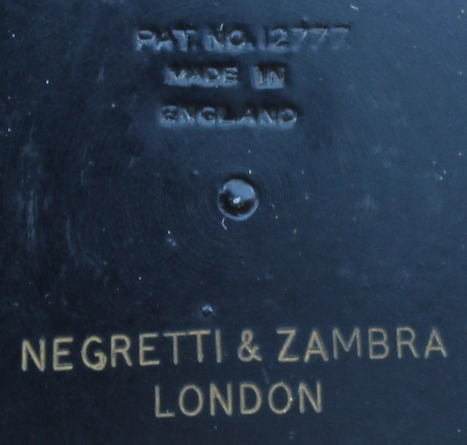 PAT. NO. 12777
MADE IN
ENGLAND
NEGRETTI & ZAMBRA
LONDON